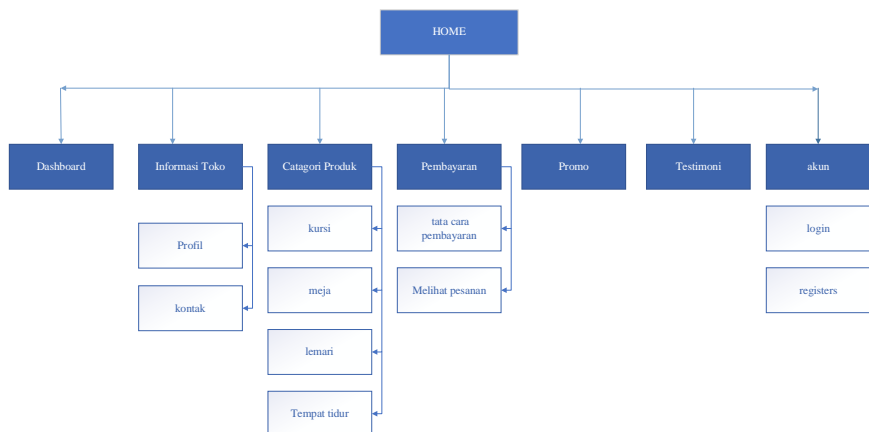 HOME
Dashboard
Informasi Toko
Catagori Produk
Pembayaran
Promo
Testimoni
akun
Profil
kontak
kursi
meja
lemari
Tempat tidur
tata cara
pembayaran
Melihat pesanan
login
registers